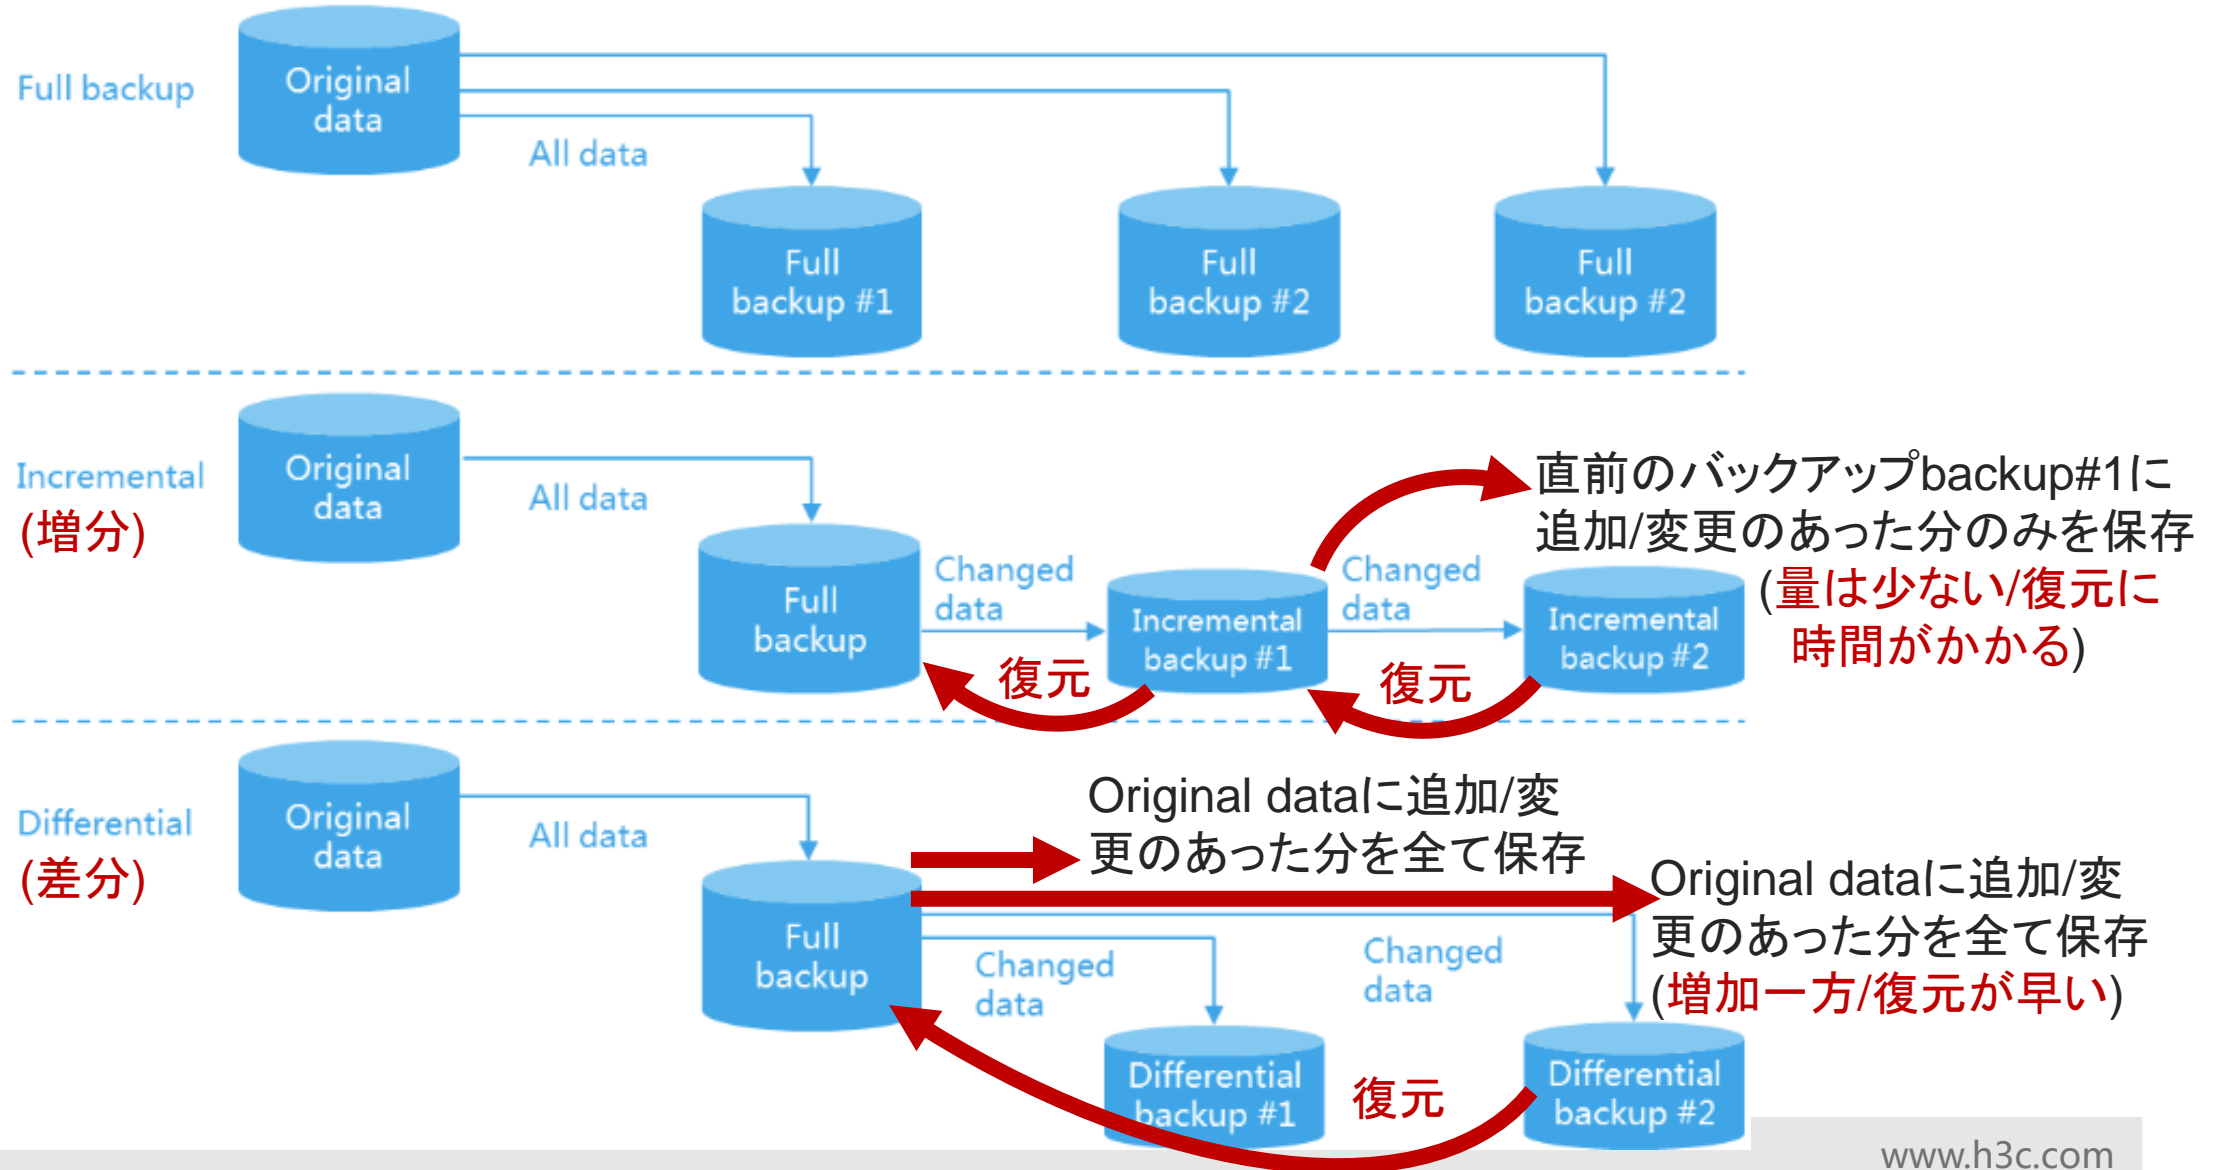 Full backup
Original
data
All data
Full
backup #1
Full
backup #2
Full
backup #2
Incremental
(増分)
Original
data
All data
Full
backup
Changed
data
Incremental
backup #1
Changed
data
Incremental
backup #2
復元
復元
直前のバックアップbackup#1に
追加/変更のあった分のみを保存
(量は少ない/復元に
時間がかかる)
Differential
(差分)
Original
data
All data
Full
backup
Original dataに追加/変
更のあった分を全て保存
Original dataに追加/変
更のあった分を全て保存
(増加一方/復元が早い)
Changed
data
Changed
data
Differential
backup #1
復元
Differential
backup #2
www.h3c.com